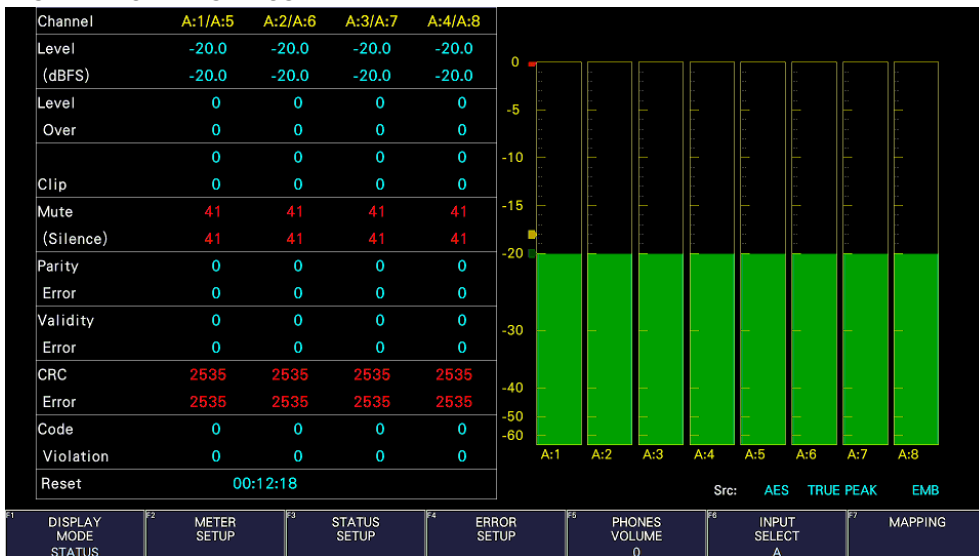 Channel A:1/A:5 A:2/A:6 A:3/A:7 A:4/A:8
Level -20.0 -20.0 -20.0 -20.0
(dBFS) -20.0 -20.0 -20.0 -20.0
Level 0 0 0 0
Over 0 0 0 0
0 0 0 0
Clip 0 0 0 0
Mute 41 41 41 41
(Silence) 41 41 41 41
Parity 0 0 0 0
Error 0 0 0 0
Validity 0 0 0 0
Error 0 0 0 0
CRC 2535 2535 2535 2535
Error 2535 2535 2535 2535
Code 0 0 0 0
Violation 0 0 0 0
Reset 00:12:18
0
-5
-10
-15
-20
-30
-40
-50
-60
A:1 A:2 A:3 A:4 A:5 A:6 A:7 A:8
Src: AES TRUE PEAK EMB
F1 DISPLAY MODE STATUS
F2 METER SETUP
F3 STATUS SETUP
F4 ERROR SETUP
F5 PHONES VOLUME 0
F6 INPUT SELECT A
F7 MAPPING